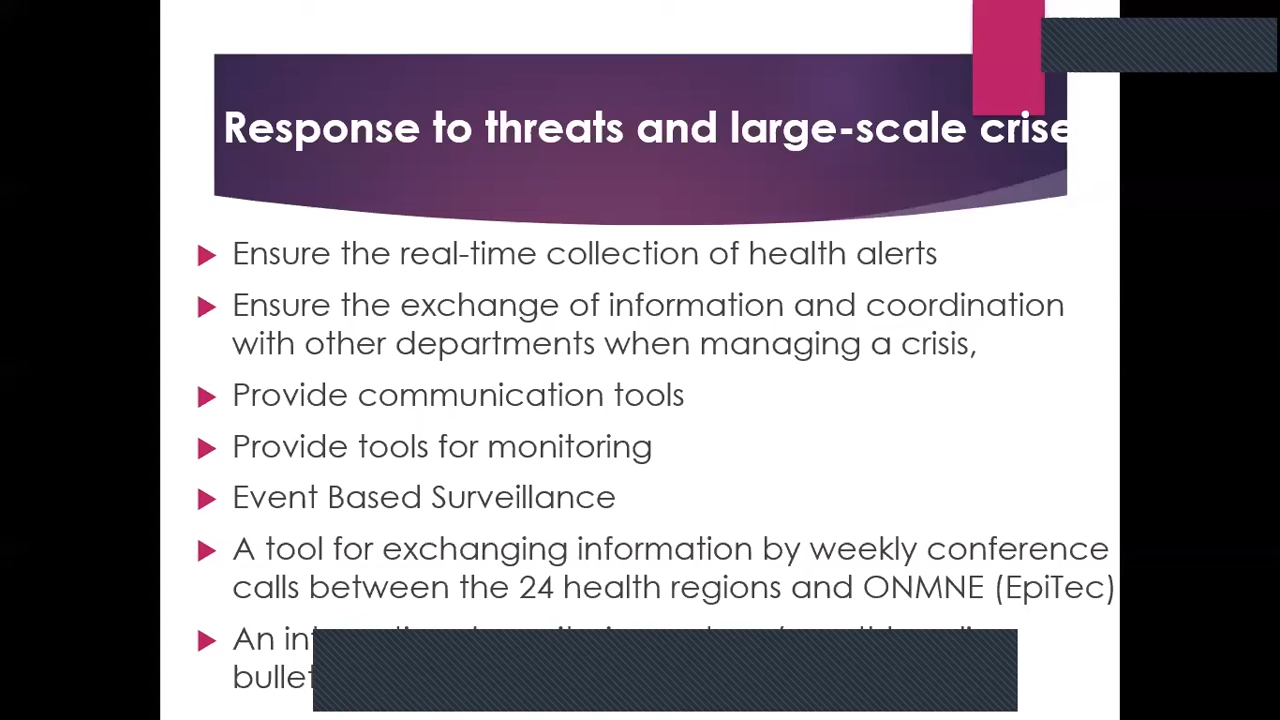 Response to threats and large-scale crise
Ensure the real-time collection of health alerts
Ensure the exchange of information and coordination
with other departments when managing a crisis,
Provide communication tools
Provide tools for monitoring
Event Based Surveillance
A tool for exchanging information by weekly conference
calls between the 24 health regions and ONMNE (EpiTec)
An